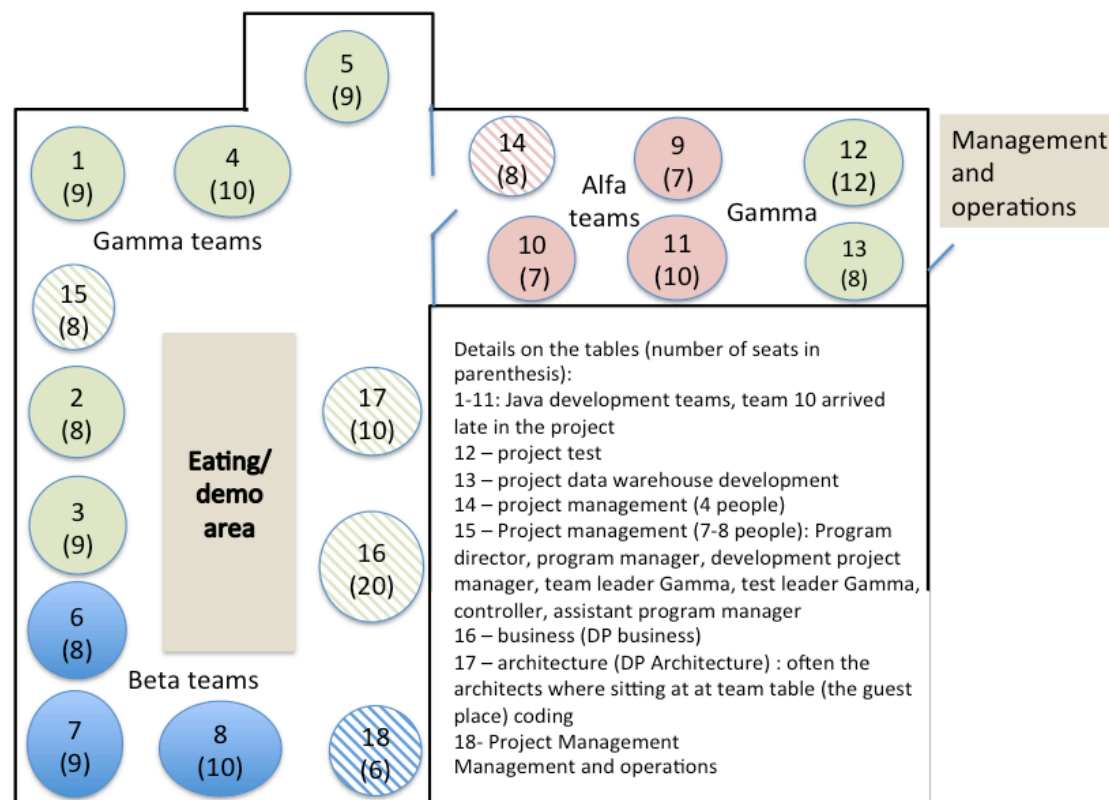 5
(9)
1
(9)
4
(10)
Gamma teams
14
(8)
9
(7)
12
(12)
Alfa
teams
Gamma
10
(7)
11
(10)
13
(8)
Management
and
operations
15
(8)
2
(8)
3
(9)
6
(8)
Beta teams
7
(9)
8
(10)
18
(6)
Eating/
demo
area
17
(10)
16
(20)
Details on the tables (number of seats in
parenthesis):
1-11: Java development teams, team 10 arrived
late in the project
12 – project test
13 – project data warehouse development
14 – project management (4 people)
15 – Project management (7-8 people): Program
director, program manager, development project
manager, team leader Gamma, test leader Gamma,
controller, assistant program manager
16 – business (DP business)
17 – architecture (DP Architecture) : often the
architects where sitting at at team table (the guest
place) coding
18- Project Management
Management and operations